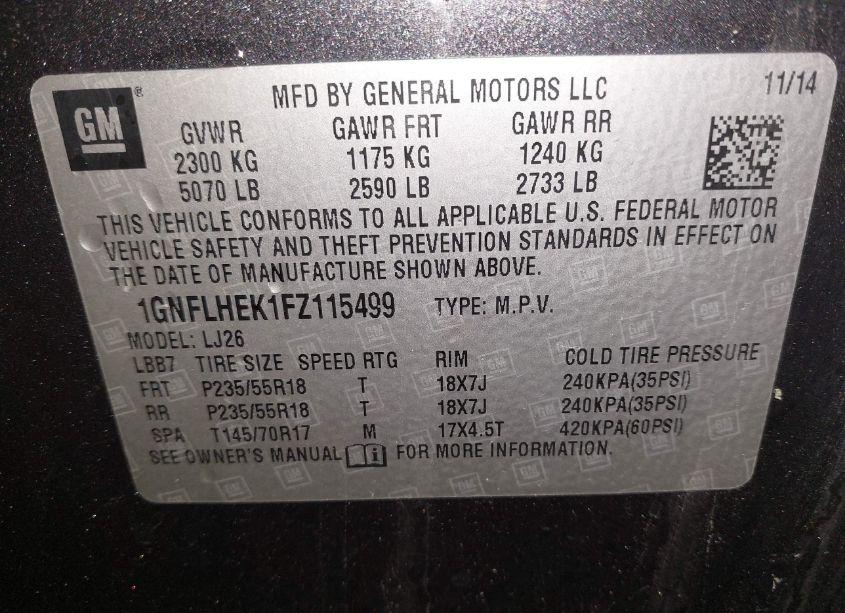 GM ® MFD BY GENERAL MOTORS LLC 11/14
GVWR GAWR FRT GAWR RR
2300 KG 1175 KG 1240 KG
5070 LB 2590 LB 2733 LB
THIS VEHICLE CONFORMS TO ALL APPLICABLE U.S. FEDERAL MOTOR
VEHICLE SAFETY AND THEFT PREVENTION STANDARDS IN EFFECT ON
THE DATE OF MANUFACTURE SHOWN ABOVE.
1GNFLHEK1FZ115499 TYPE: M.P.V.
MODEL: LJ26
LBB7 TIRE SIZE SPEED RTG RIM COLD TIRE PRESSURE
FRT P235/55R18 T 18X7J 240KPA(35PSI)
RR P235/55R18 T 18X7J 240KPA(35PSI)
SPA T145/70R17 M 17X4.5T 420KPA(60PSI)
SEE OWNER'S MANUAL i FOR MORE INFORMATION.